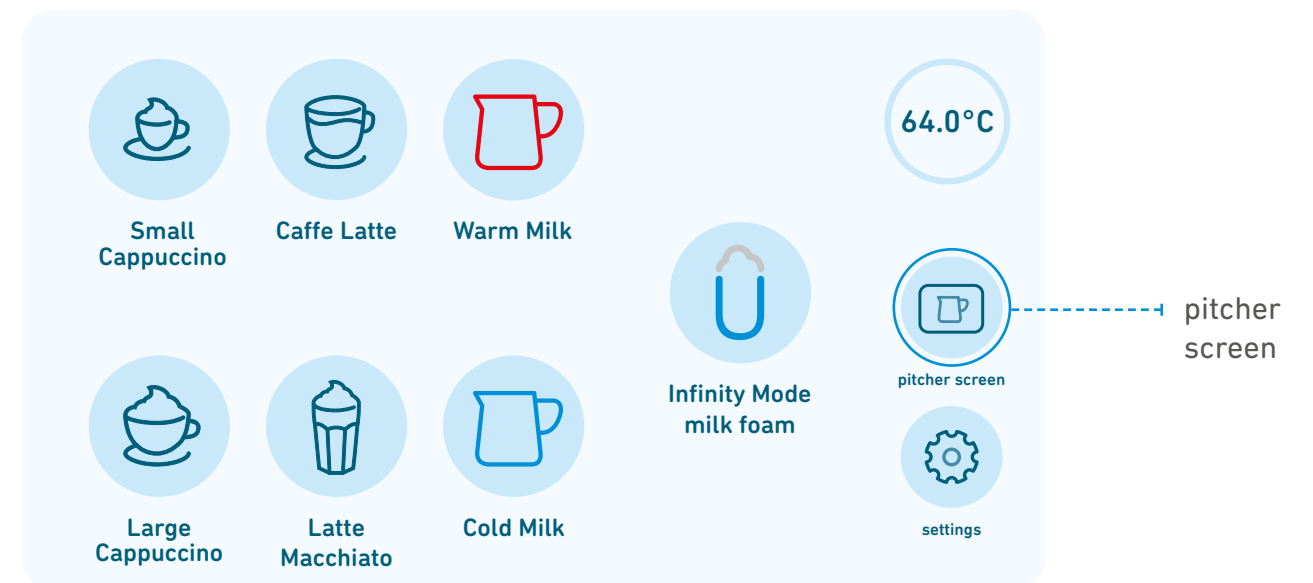 64.0°C
Small
Cappuccino
Caffe Latte
Warm Milk
pitcher
screen
pitcher screen
Infinity Mode
milk foam
Large
Cappuccino
Latte
Macchiato
Cold Milk
settings